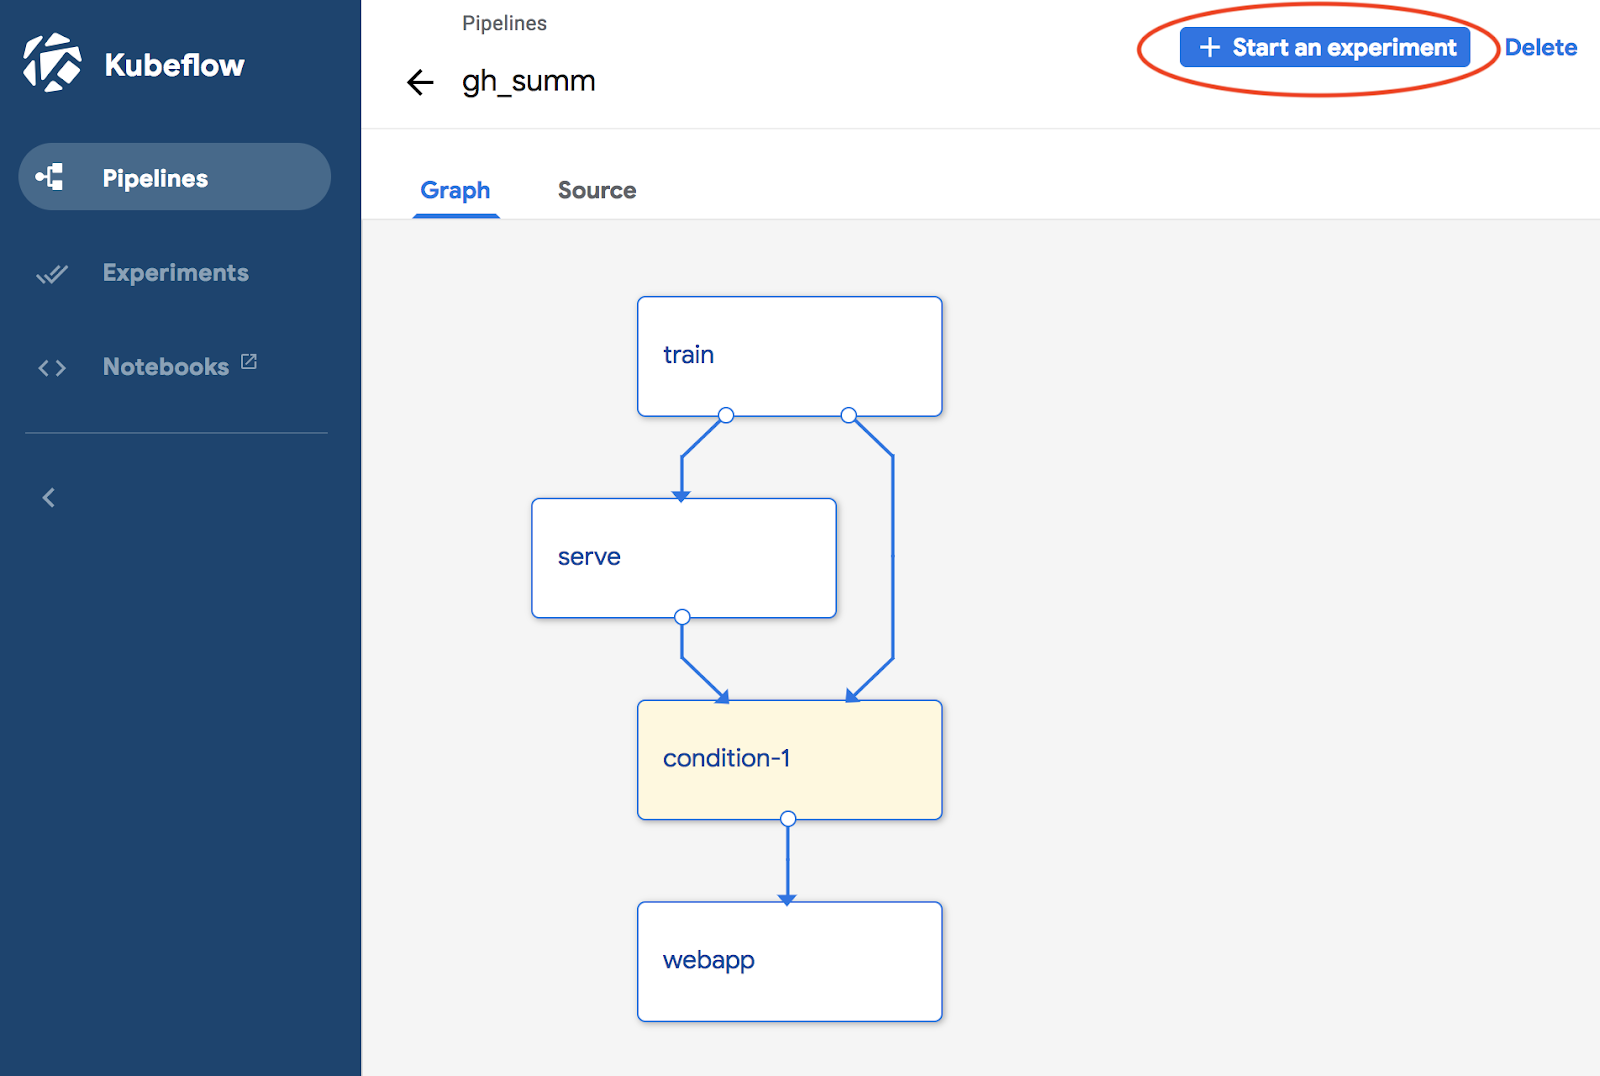 Kubeflow
Pipelines
Experiments
Notebooks
Pipelines
gh_summ
+ Start an experiment
Delete
Graph
Source
train
serve
condition-1
webapp